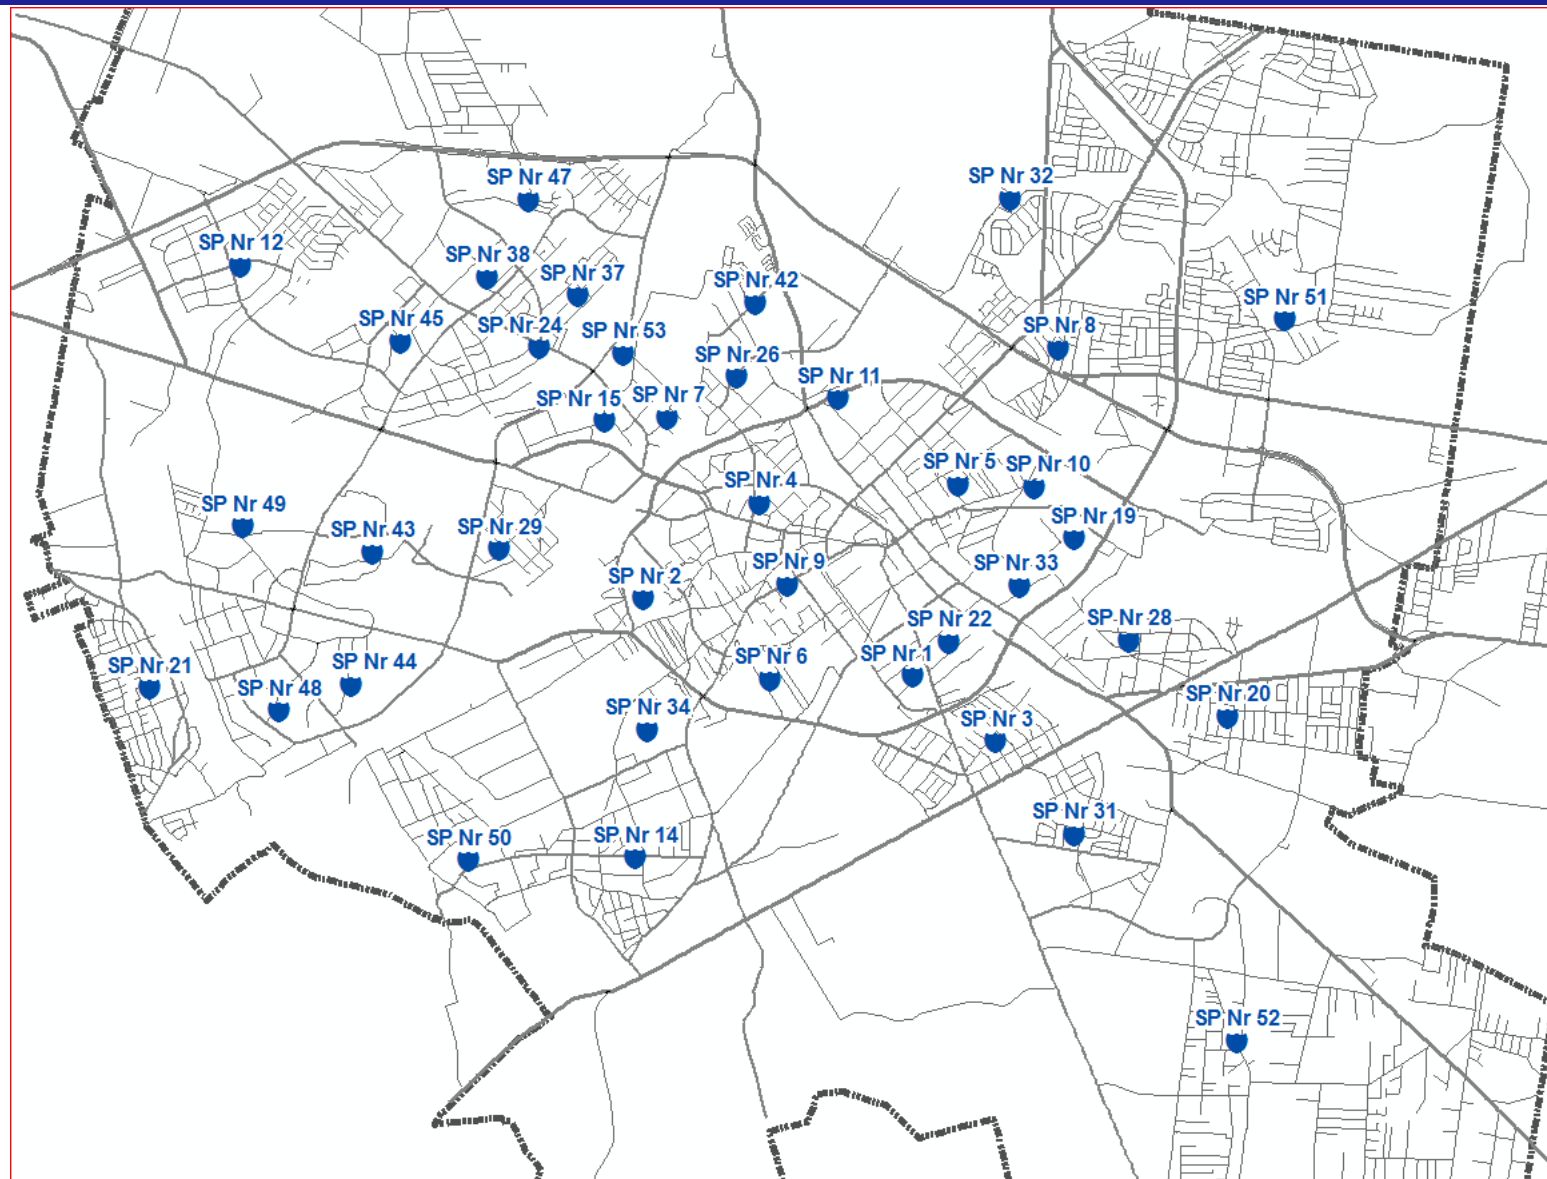 SP Nr 47
SP Nr 32
SP Nr 12
SP Nr 38
SP Nr 37
SP Nr 42
SP Nr 51
SP Nr 45
SP Nr 24
SP Nr 53
SP Nr 8
SP Nr 26
SP Nr 11
SP Nr 15
SP Nr 7
SP Nr 5
SP Nr 10
SP Nr 4
SP Nr 49
SP Nr 43
SP Nr 29
SP Nr 19
SP Nr 2
SP Nr 9
SP Nr 33
SP Nr 22
SP Nr 28
SP Nr 21
SP Nr 44
SP Nr 6
SP Nr 1
SP Nr 48
SP Nr 34
SP Nr 3
SP Nr 20
SP Nr 50
SP Nr 14
SP Nr 31
SP Nr 52